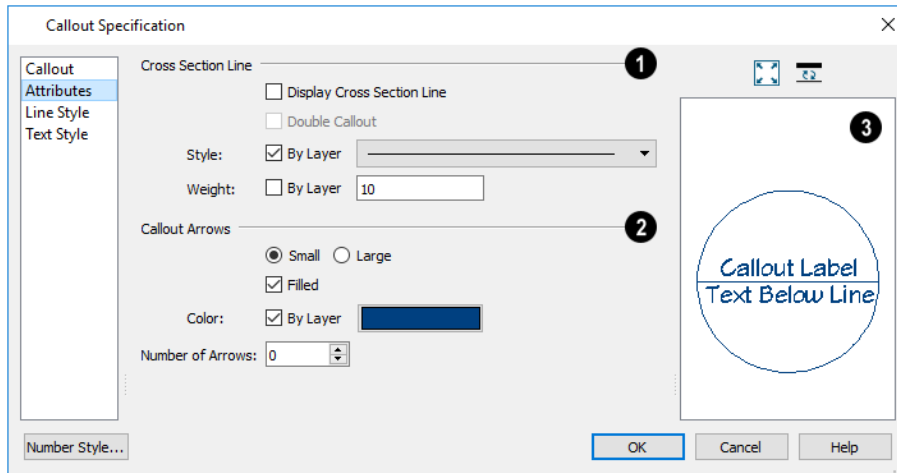 Callout Specification
Callout
Attributes
Line Style
Text Style
Cross Section Line
1
Display Cross Section Line
Double Callout
Style:
By Layer
Weight:
By Layer
10
Callout Arrows
2
Small
Large
Filled
Color:
By Layer
Number of Arrows:
0
3
Callout Label
Text Below Line
Number Style...
OK
Cancel
Help